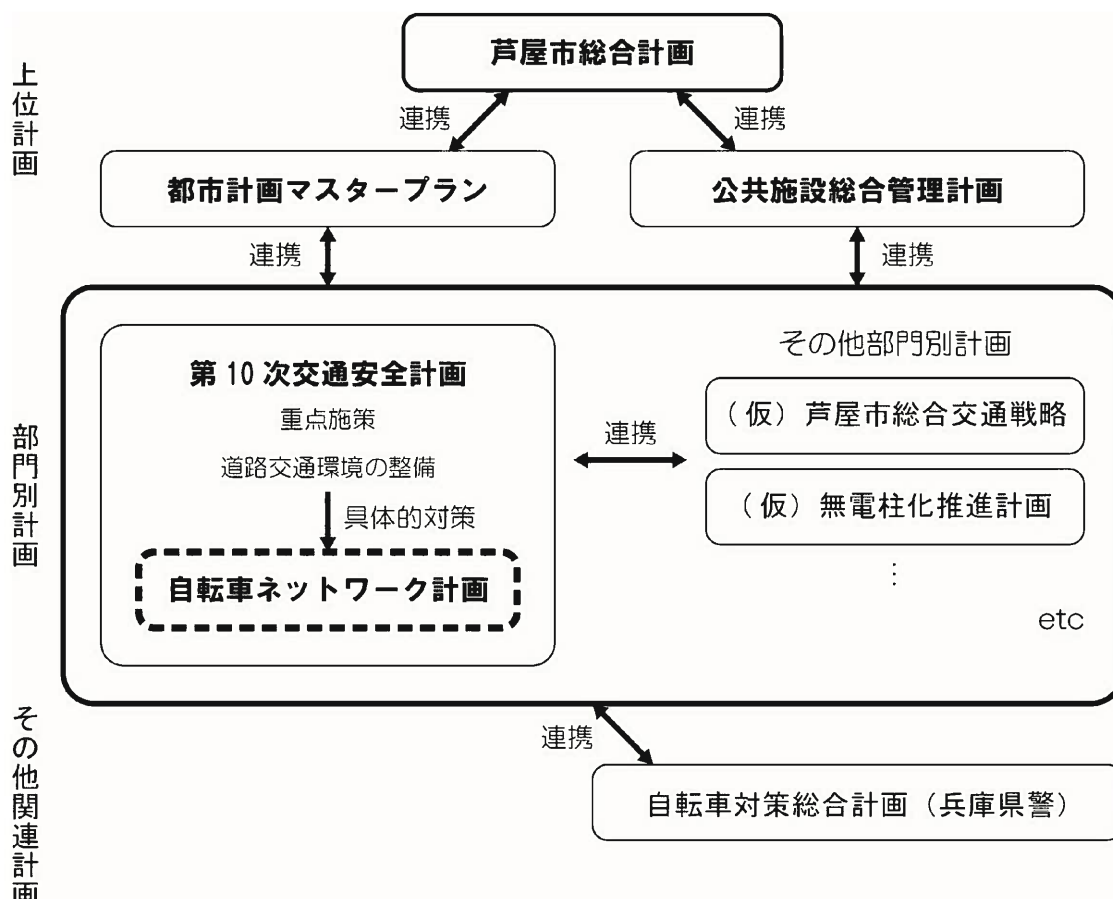 上位計画
芦屋市総合計画
連携
連携
都市計画マスタープラン
公共施設総合管理計画
連携
連携
部門別計画
第10次交通安全計画
重点施策
道路交通環境の整備
具体的対策
自転車ネットワーク計画
連携
その他部門別計画
（仮）芦屋市総合交通戦略
（仮）無電柱化推進計画
⋮
etc
その他関連計画
連携
自転車対策総合計画（兵庫県警）